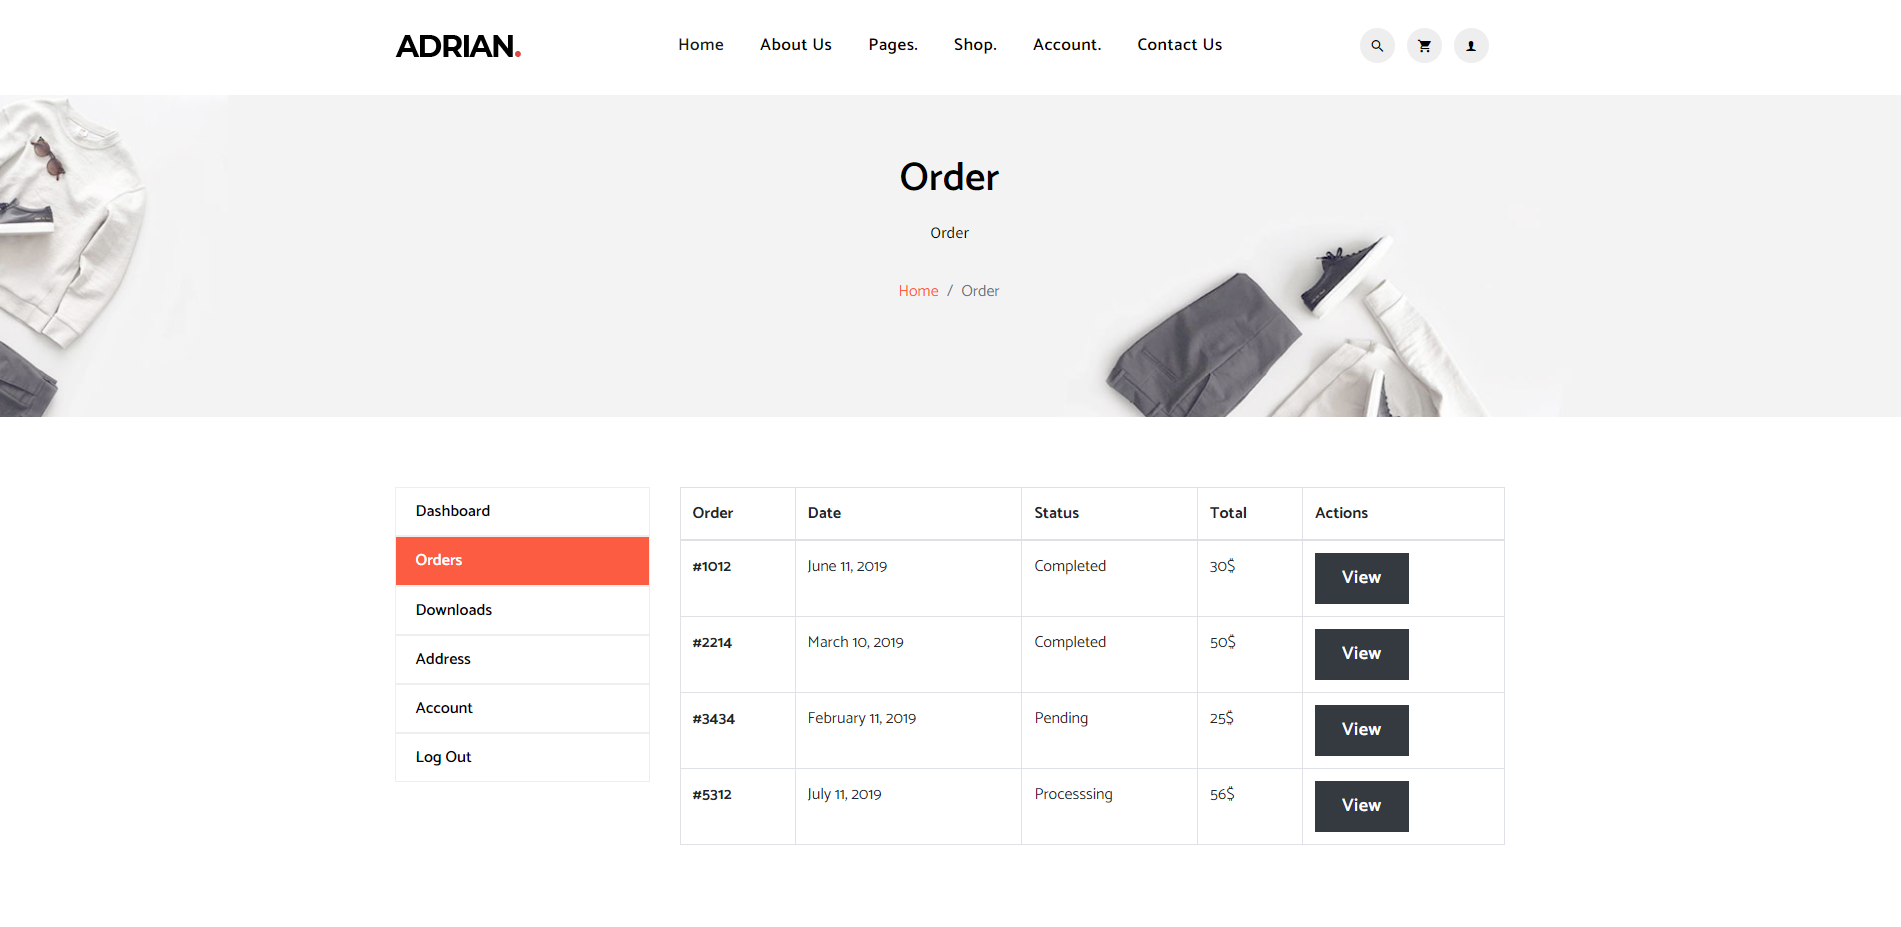 ADRIAN.
Home About Us Pages. Shop. Account. Contact Us
Order
Order
Home / Order
Dashboard
Orders
Downloads
Address
Account
Log Out
Order Date Status Total Actions
#1012 June 11, 2019 Completed 30$ View
#2214 March 10, 2019 Completed 50$ View
#3434 February 11, 2019 Pending 25$ View
#5312 July 11, 2019 Processsing 56$ View